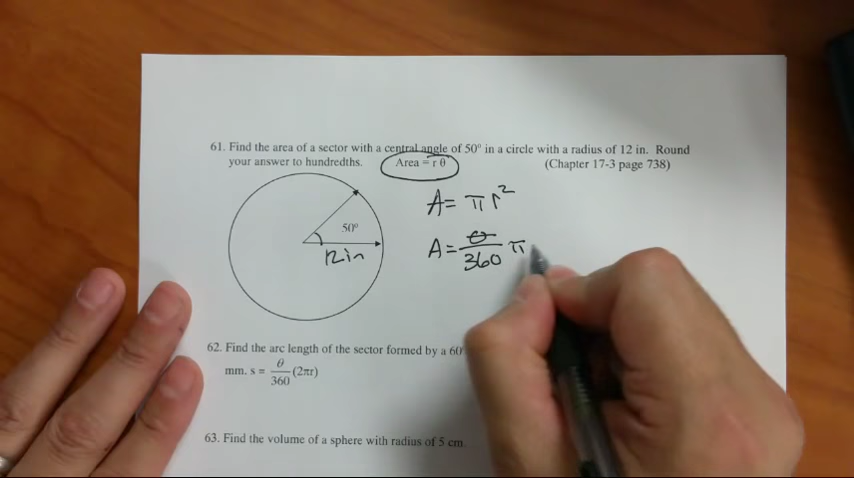 61. Find the area of a sector with a central angle of 50° in a circle with a radius of 12 in. Round
your answer to hundredths. Area = r θ (Chapter 17-3 page 738)
A = πr²
50°
12in
A = θ/360 π
62. Find the arc length of the sector formed by a 60
mm. s = θ/360 (2πr)
63. Find the volume of a sphere with radius of 5 cm.